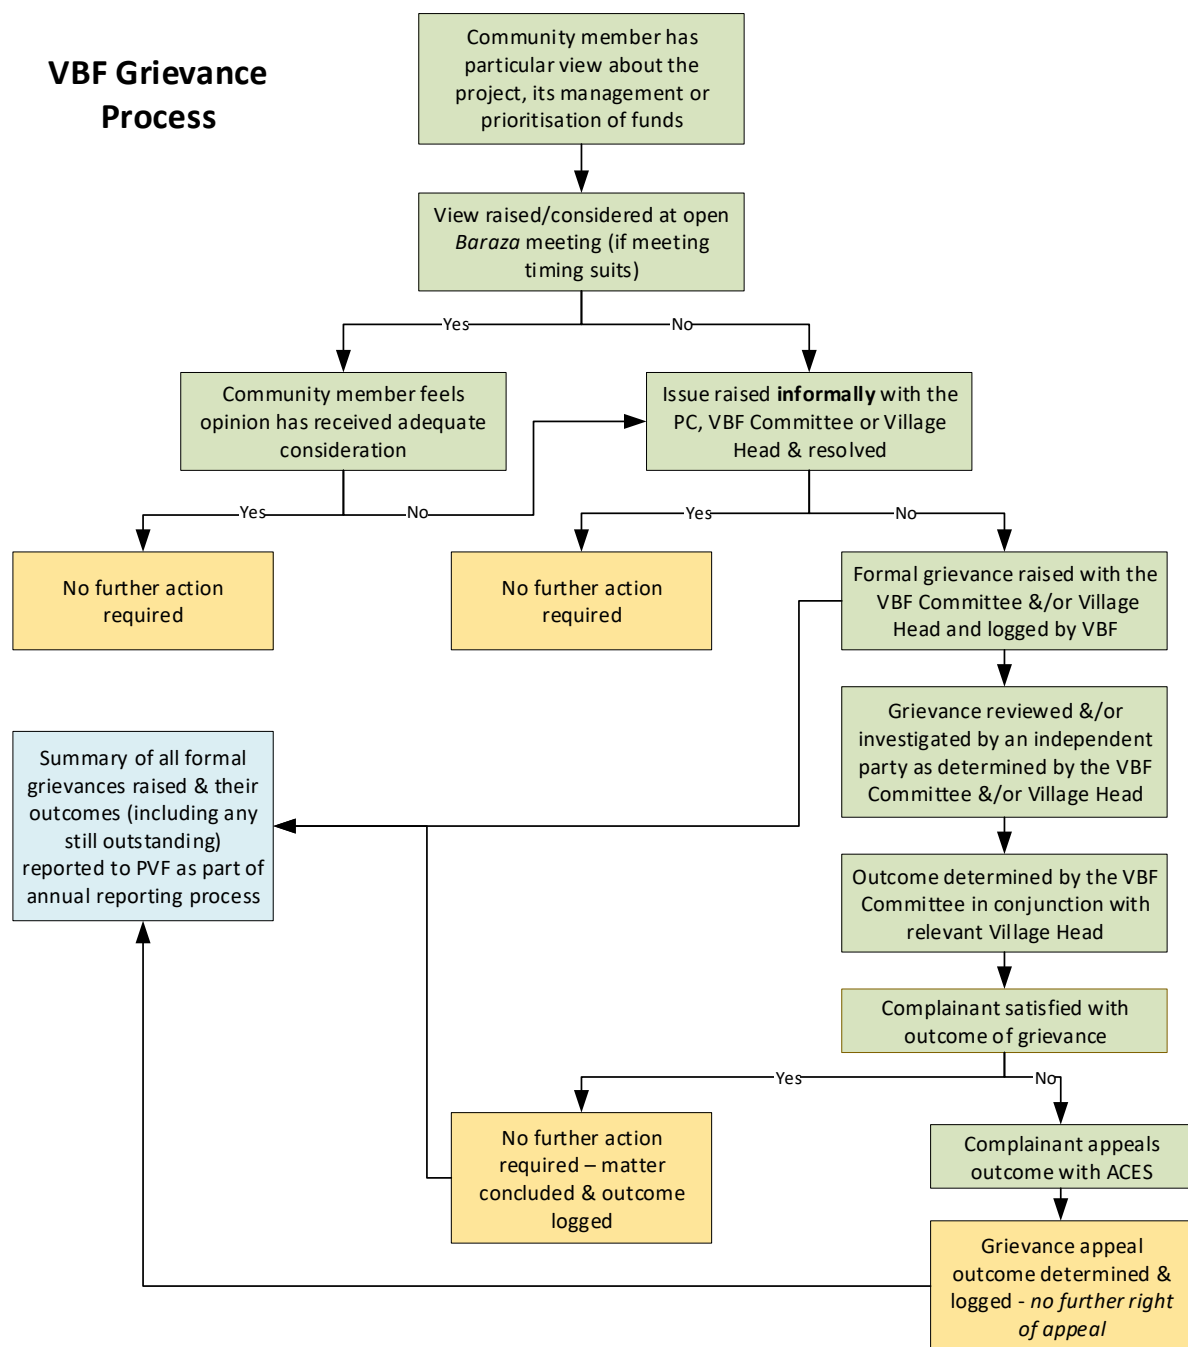 VBF Grievance
Process
Community member has
particular view about the
project, its management or
prioritisation of funds
View raised/considered at open
Baraza meeting (if meeting
timing suits)
Yes
No
Community member feels
opinion has received adequate
consideration
Issue raised informally with the
PC, VBF Committee or Village
Head & resolved
Yes
No
Yes
No
No further action
required
No further action
required
Formal grievance raised with the
VBF Committee &/or Village
Head and logged by VBF
Grievance reviewed &/or
investigated by an independent
party as determined by the VBF
Committee &/or Village Head
Summary of all formal
grievances raised & their
outcomes (including any
still outstanding)
reported to PVF as part of
annual reporting process
Outcome determined by the VBF
Committee in conjunction with
relevant Village Head
Complainant satisfied with
outcome of grievance
Yes
No
No further action
required – matter
concluded & outcome
logged
Complainant appeals
outcome with ACES
Grievance appeal
outcome determined &
logged - no further right
of appeal